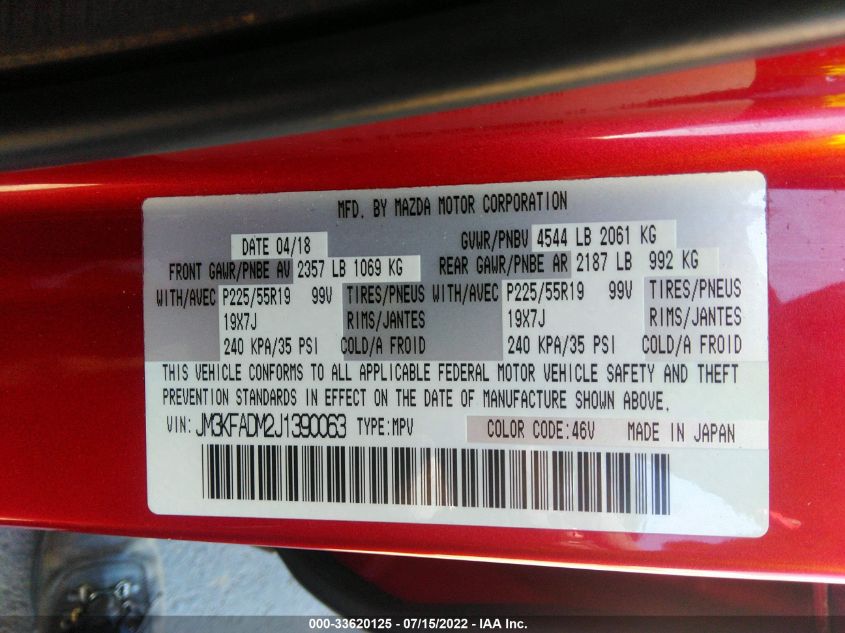 MFD. BY MAZDA MOTOR CORPORATION
DATE 04/18 GVWR/PNBV 4544 LB 2061 KG
FRONT GAWR/PNBE AV 2357 LB 1069 KG REAR GAWR/PNBE AR 2187 LB 992 KG
WITH/AVEC P225/55R19 99V TIRES/PNEUS WITH/AVEC P225/55R19 99V TIRES/PNEUS
19X7J RIMS/JANTES 19X7J RIMS/JANTES
240 KPA/35 PSI COLD/A FROID 240 KPA/35 PSI COLD/A FROID
THIS VEHICLE CONFORMS TO ALL APPLICABLE FEDERAL MOTOR VEHICLE SAFETY AND THEFT
PREVENTION STANDARDS IN EFFECT ON THE DATE OF MANUFACTURE SHOWN ABOVE.
VIN: JM3KFADM2J1390063 TYPE:MPV COLOR CODE:46V MADE IN JAPAN
000-33620125 - 07/15/2022 - IAA Inc.